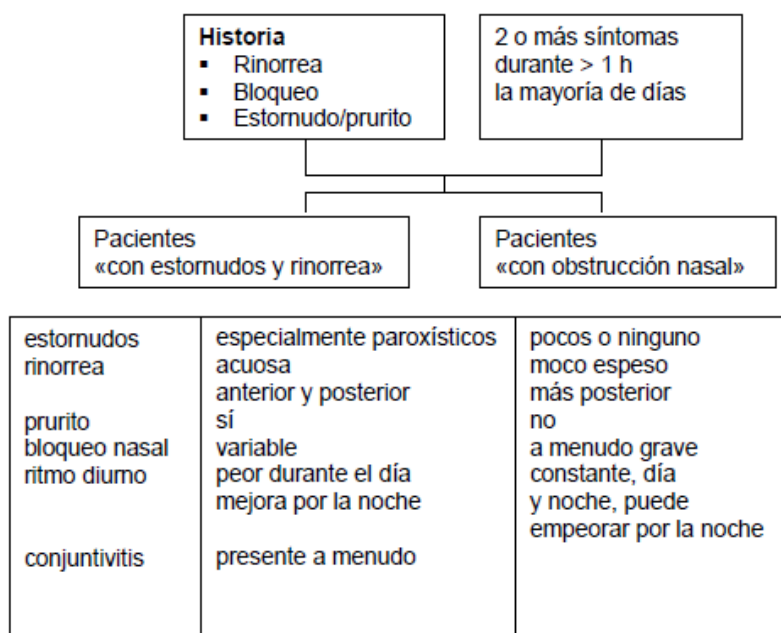 Historia
▪ Rinorrea
▪ Bloqueo
▪ Estornudo/prurito
2 o más síntomas
durante > 1 h
la mayoría de días
Pacientes
«con estornudos y rinorrea»
Pacientes
«con obstrucción nasal»
estornudos especialmente paroxísticos pocos o ninguno
rinorrea acuosa moco espeso
anterior y posterior más posterior
prurito sí no
bloqueo nasal variable a menudo grave
ritmo diurno peor durante el día constante, día
mejora por la noche y noche, puede
empeorar por la noche
conjuntivitis presente a menudo